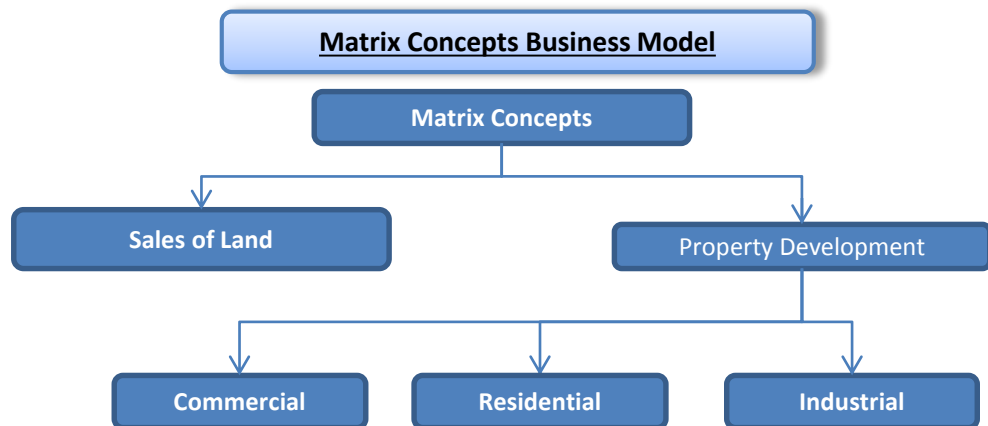 Matrix Concepts Business Model
Matrix Concepts
Sales of Land
Property Development
Commercial
Residential
Industrial